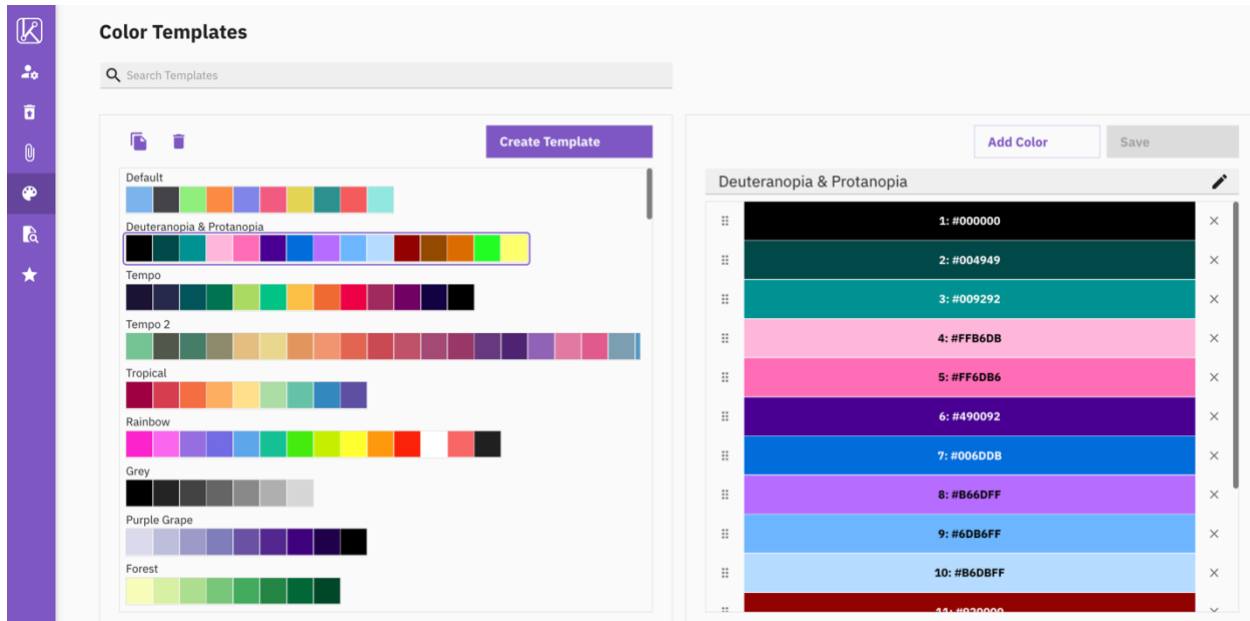 Color Templates
Search Templates
Create Template
Default
Deuteranopia & Protanopia
Tempo
Tempo 2
Tropical
Rainbow
Grey
Purple Grape
Forest
Add Color
Save
Deuteranopia & Protanopia
1: #000000
2: #004949
3: #009292
4: #FFB6DB
5: #FF6DB6
6: #490092
7: #006DDB
8: #B66DFF
9: #6DB6FF
10: #B6DBFF
11: #920000